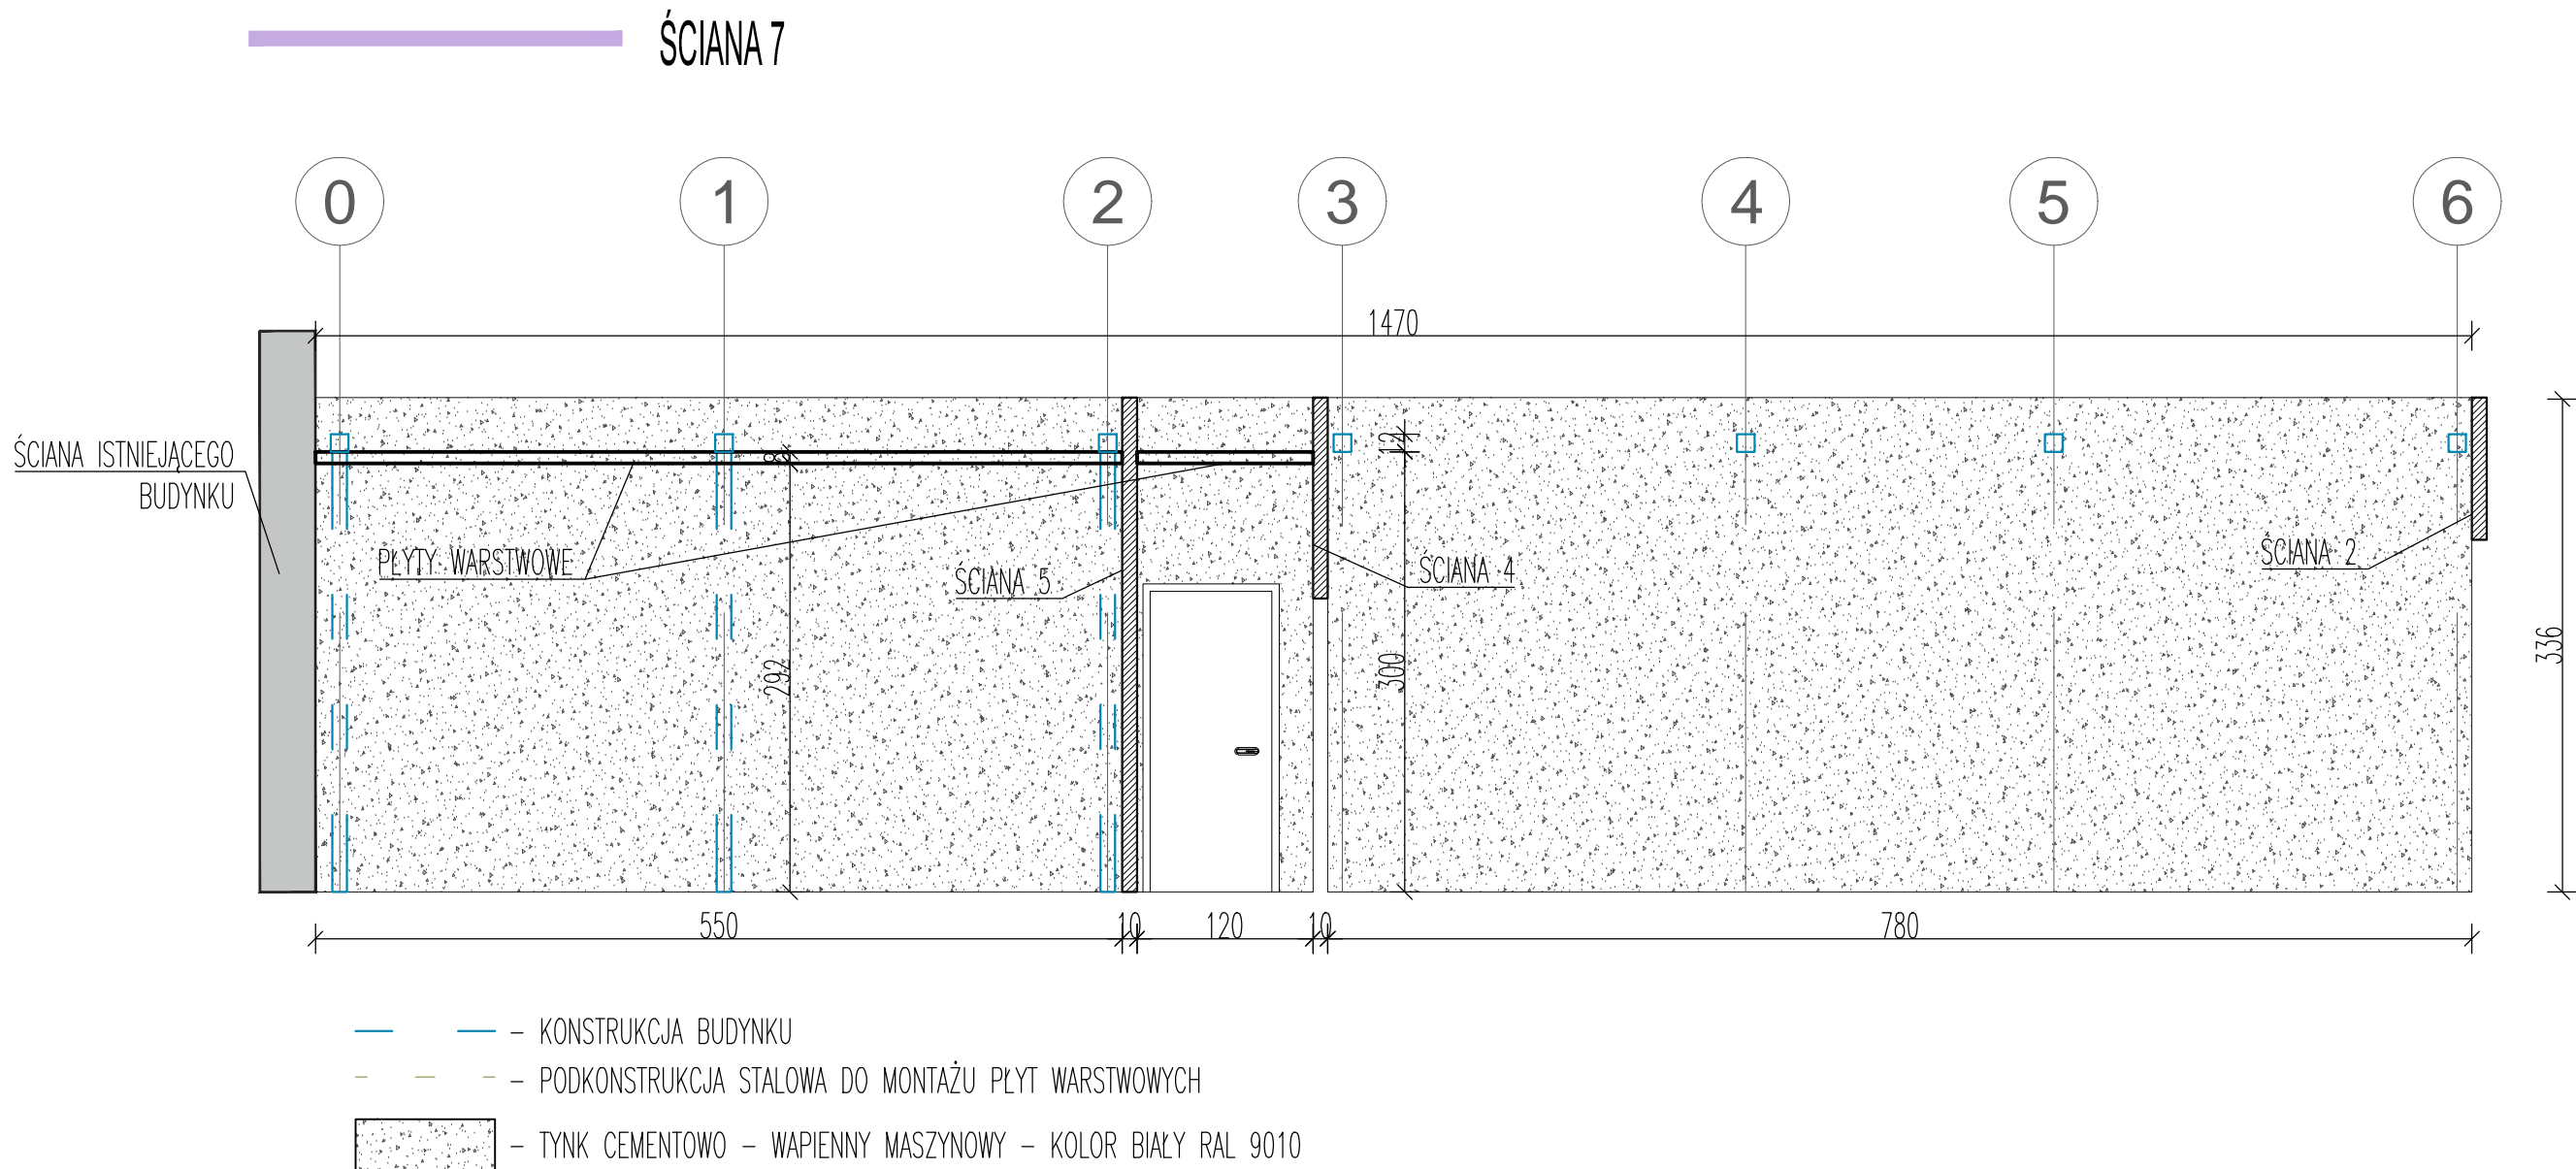 ŚCIANA 7
0 1 2 3 4 5 6
1470
ŚCIANA ISTNIEJĄCEGO
BUDYNKU
8
12
PŁYTY WARSTWOWE
ŚCIANA 5
ŚCIANA 4
ŚCIANA 2
292
300
336
550 10 120 10 780
– KONSTRUKCJA BUDYNKU
– PODKONSTRUKCJA STALOWA DO MONTAŻU PŁYT WARSTWOWYCH
– TYNK CEMENTOWO – WAPIENNY MASZYNOWY – KOLOR BIAŁY RAL 9010